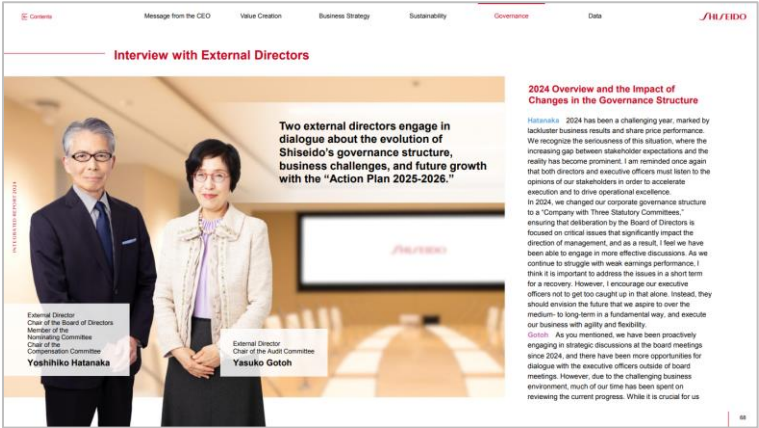 Contents
Message from the CEO
Value Creation
Business Strategy
Sustainability
Governance
Data
SHISEIDO
Interview with External Directors
INTEGRATED REPORT 2024
Two external directors engage in
dialogue about the evolution of
Shiseido's governance structure,
business challenges, and future growth
with the “Action Plan 2025-2026.”
SHISEIDO
External Director
Chair of the Board of Directors
Member of the
Nominating Committee
Chair of the
Compensation Committee
Yoshihiko Hatanaka
External Director
Chair of the Audit Committee
Yasuko Gotoh
2024 Overview and the Impact of
Changes in the Governance Structure
Hatanaka 2024 has been a challenging year, marked by
lackluster business results and share price performance.
We recognize the seriousness of this situation, where the
increasing gap between stakeholder expectations and the
reality has become prominent. I am reminded once again
that both directors and executive officers must listen to the
opinions of our stakeholders in order to accelerate
execution and to drive operational excellence.
In 2024, we changed our corporate governance structure
to a “Company with Three Statutory Committees,”
ensuring that deliberation by the Board of Directors is
focused on critical issues that significantly impact the
direction of management, and as a result, I feel we have
been able to engage in more effective discussions. As we
continue to struggle with weak earnings performance, I
think it is important to address the issues in a short term
for a recovery. However, I encourage our executive
officers not to get too caught up in that alone. Instead, they
should envision the future that we aspire to over the
medium- to long-term in a fundamental way, and execute
our business with agility and flexibility.
Gotoh As you mentioned, we have been proactively
engaging in strategic discussions at the board meetings
since 2024, and there have been more opportunities for
dialogue with the executive officers outside of board
meetings. However, due to the challenging business
environment, much of our time has been spent on
reviewing the current progress. While it is crucial for us
88